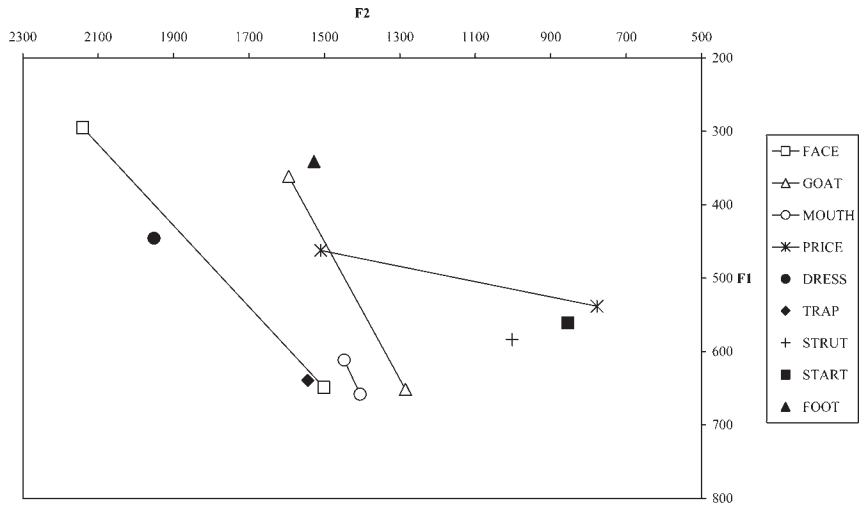 F2
2300 2100 1900 1700 1500 1300 1100 900 700 500
200
300
400
500 F1
600
700
800
FACE
GOAT
MOUTH
PRICE
DRESS
TRAP
STRUT
START
FOOT